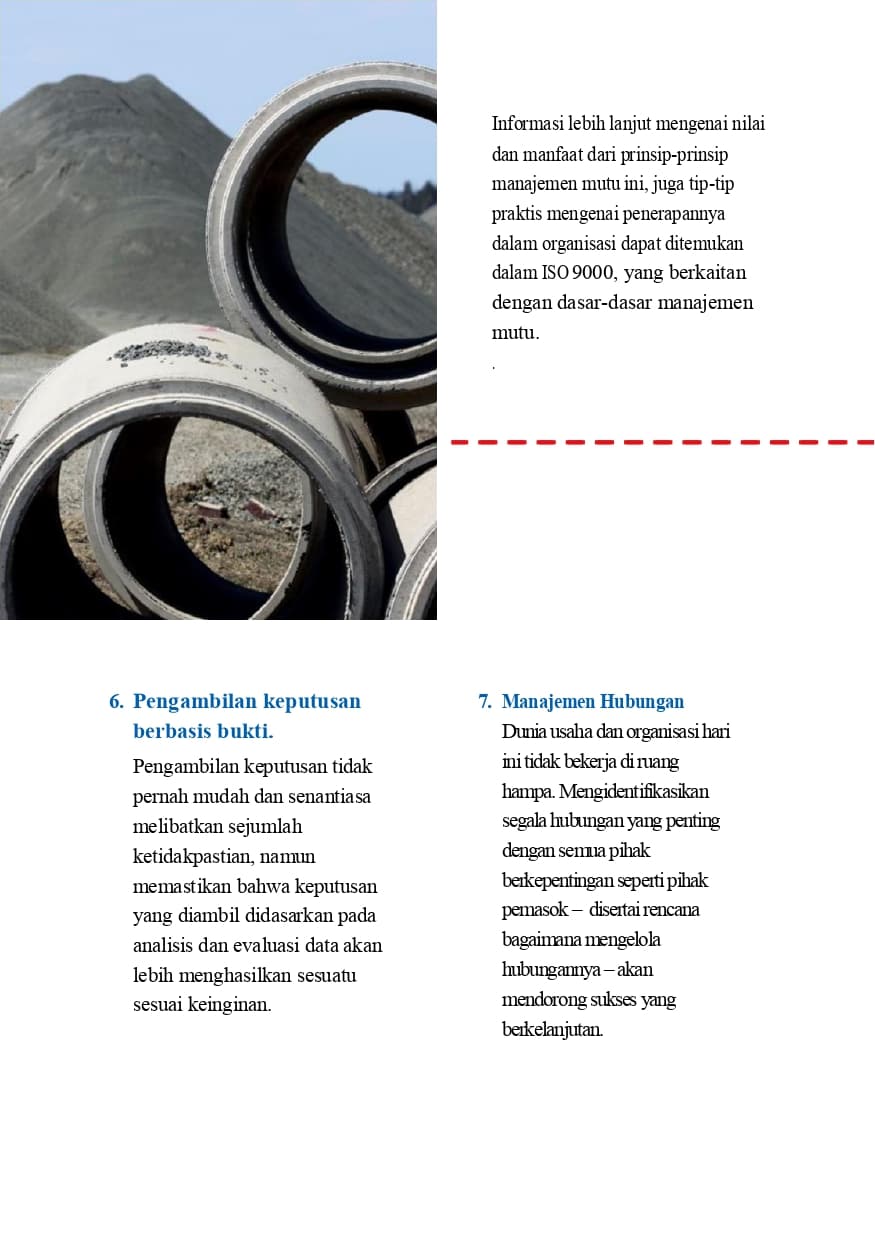 Informasi lebih lanjut mengenai nilai
dan manfaat dari prinsip-prinsip
manajemen mutu ini, juga tip-tip
praktis mengenai penerapannya
dalam organisasi dapat ditemukan
dalam ISO 9000, yang berkaitan
dengan dasar-dasar manajemen
mutu.
.
6. Pengambilan keputusan
berbasis bukti.
Pengambilan keputusan tidak
pernah mudah dan senantiasa
melibatkan sejumlah
ketidakpastian, namun
memastikan bahwa keputusan
yang diambil didasarkan pada
analisis dan evaluasi data akan
lebih menghasilkan sesuatu
sesuai keinginan.
7. Manajemen Hubungan
Dunia usaha dan organisasi hari
ini tidak bekerja di ruang
hampa. Mengidentifikasikan
segala hubungan yang penting
dengan semua pihak
berkepentingan seperti pihak
pemasok – disertai rencana
bagaimana mengelola
hubungannya – akan
mendorong sukses yang
berkelanjutan.